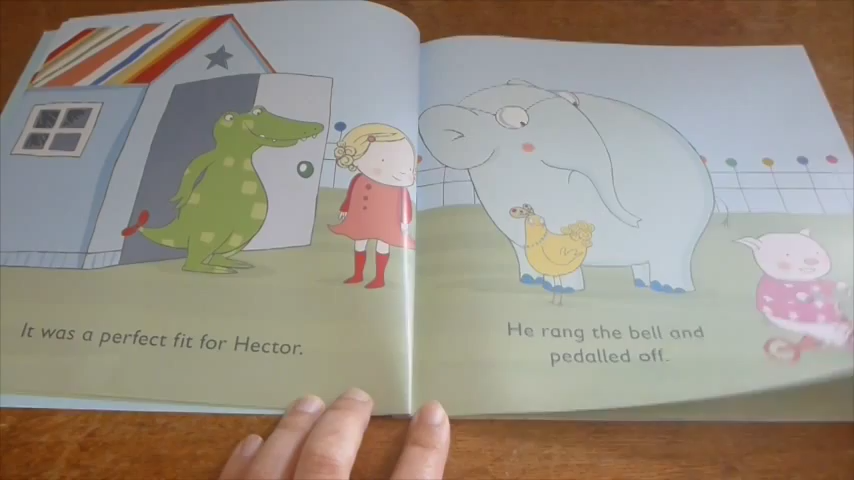 It was a perfect fit for Hector.
He rang the bell and
pedalled off.